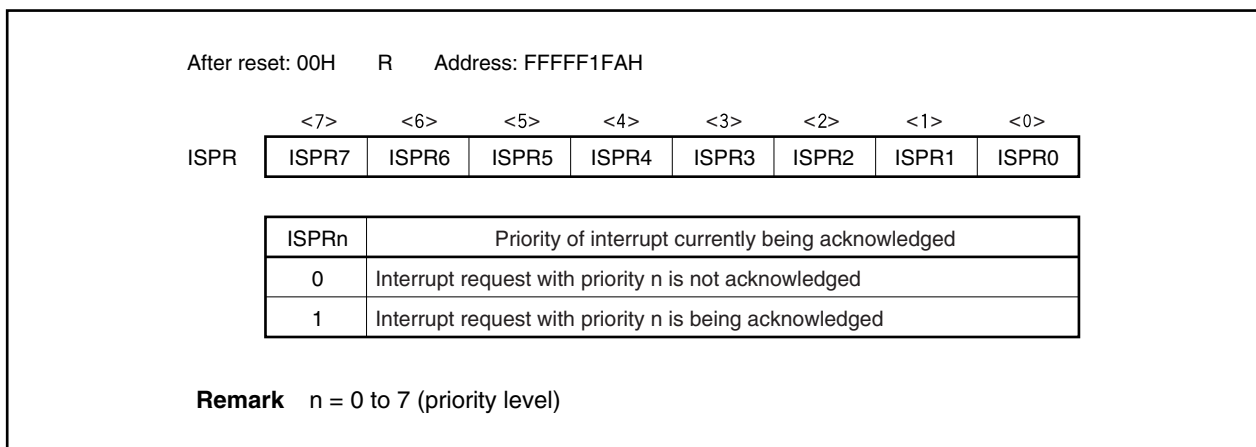 After reset: 00H R Address: FFFFF1FAH
<7> <6> <5> <4> <3> <2> <1> <0>
ISPR ISPR7 ISPR6 ISPR5 ISPR4 ISPR3 ISPR2 ISPR1 ISPR0
ISPRn Priority of interrupt currently being acknowledged
0 Interrupt request with priority n is not acknowledged
1 Interrupt request with priority n is being acknowledged
Remark n = 0 to 7 (priority level)